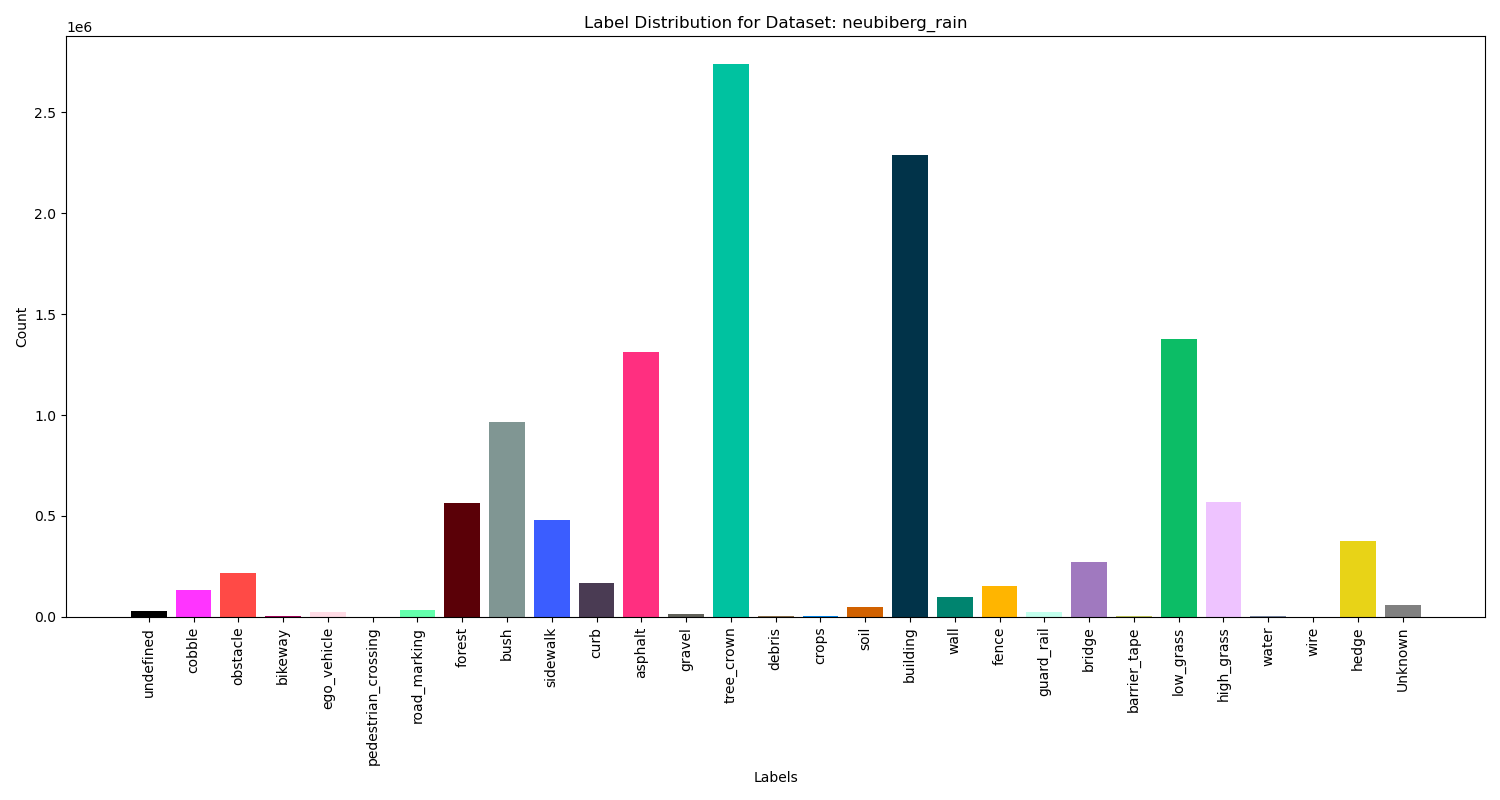 Label Distribution for Dataset: neubiberg_rain
1e6
2.5
2.0
1.5
1.0
0.5
0.0
Count
undefined
cobble
obstacle
bikeway
ego_vehicle
pedestrian_crossing
road_marking
forest
bush
sidewalk
curb
asphalt
gravel
tree_crown
debris
crops
soil
building
wall
fence
guard_rail
bridge
barrier_tape
low_grass
high_grass
water
wire
hedge
Unknown
Labels